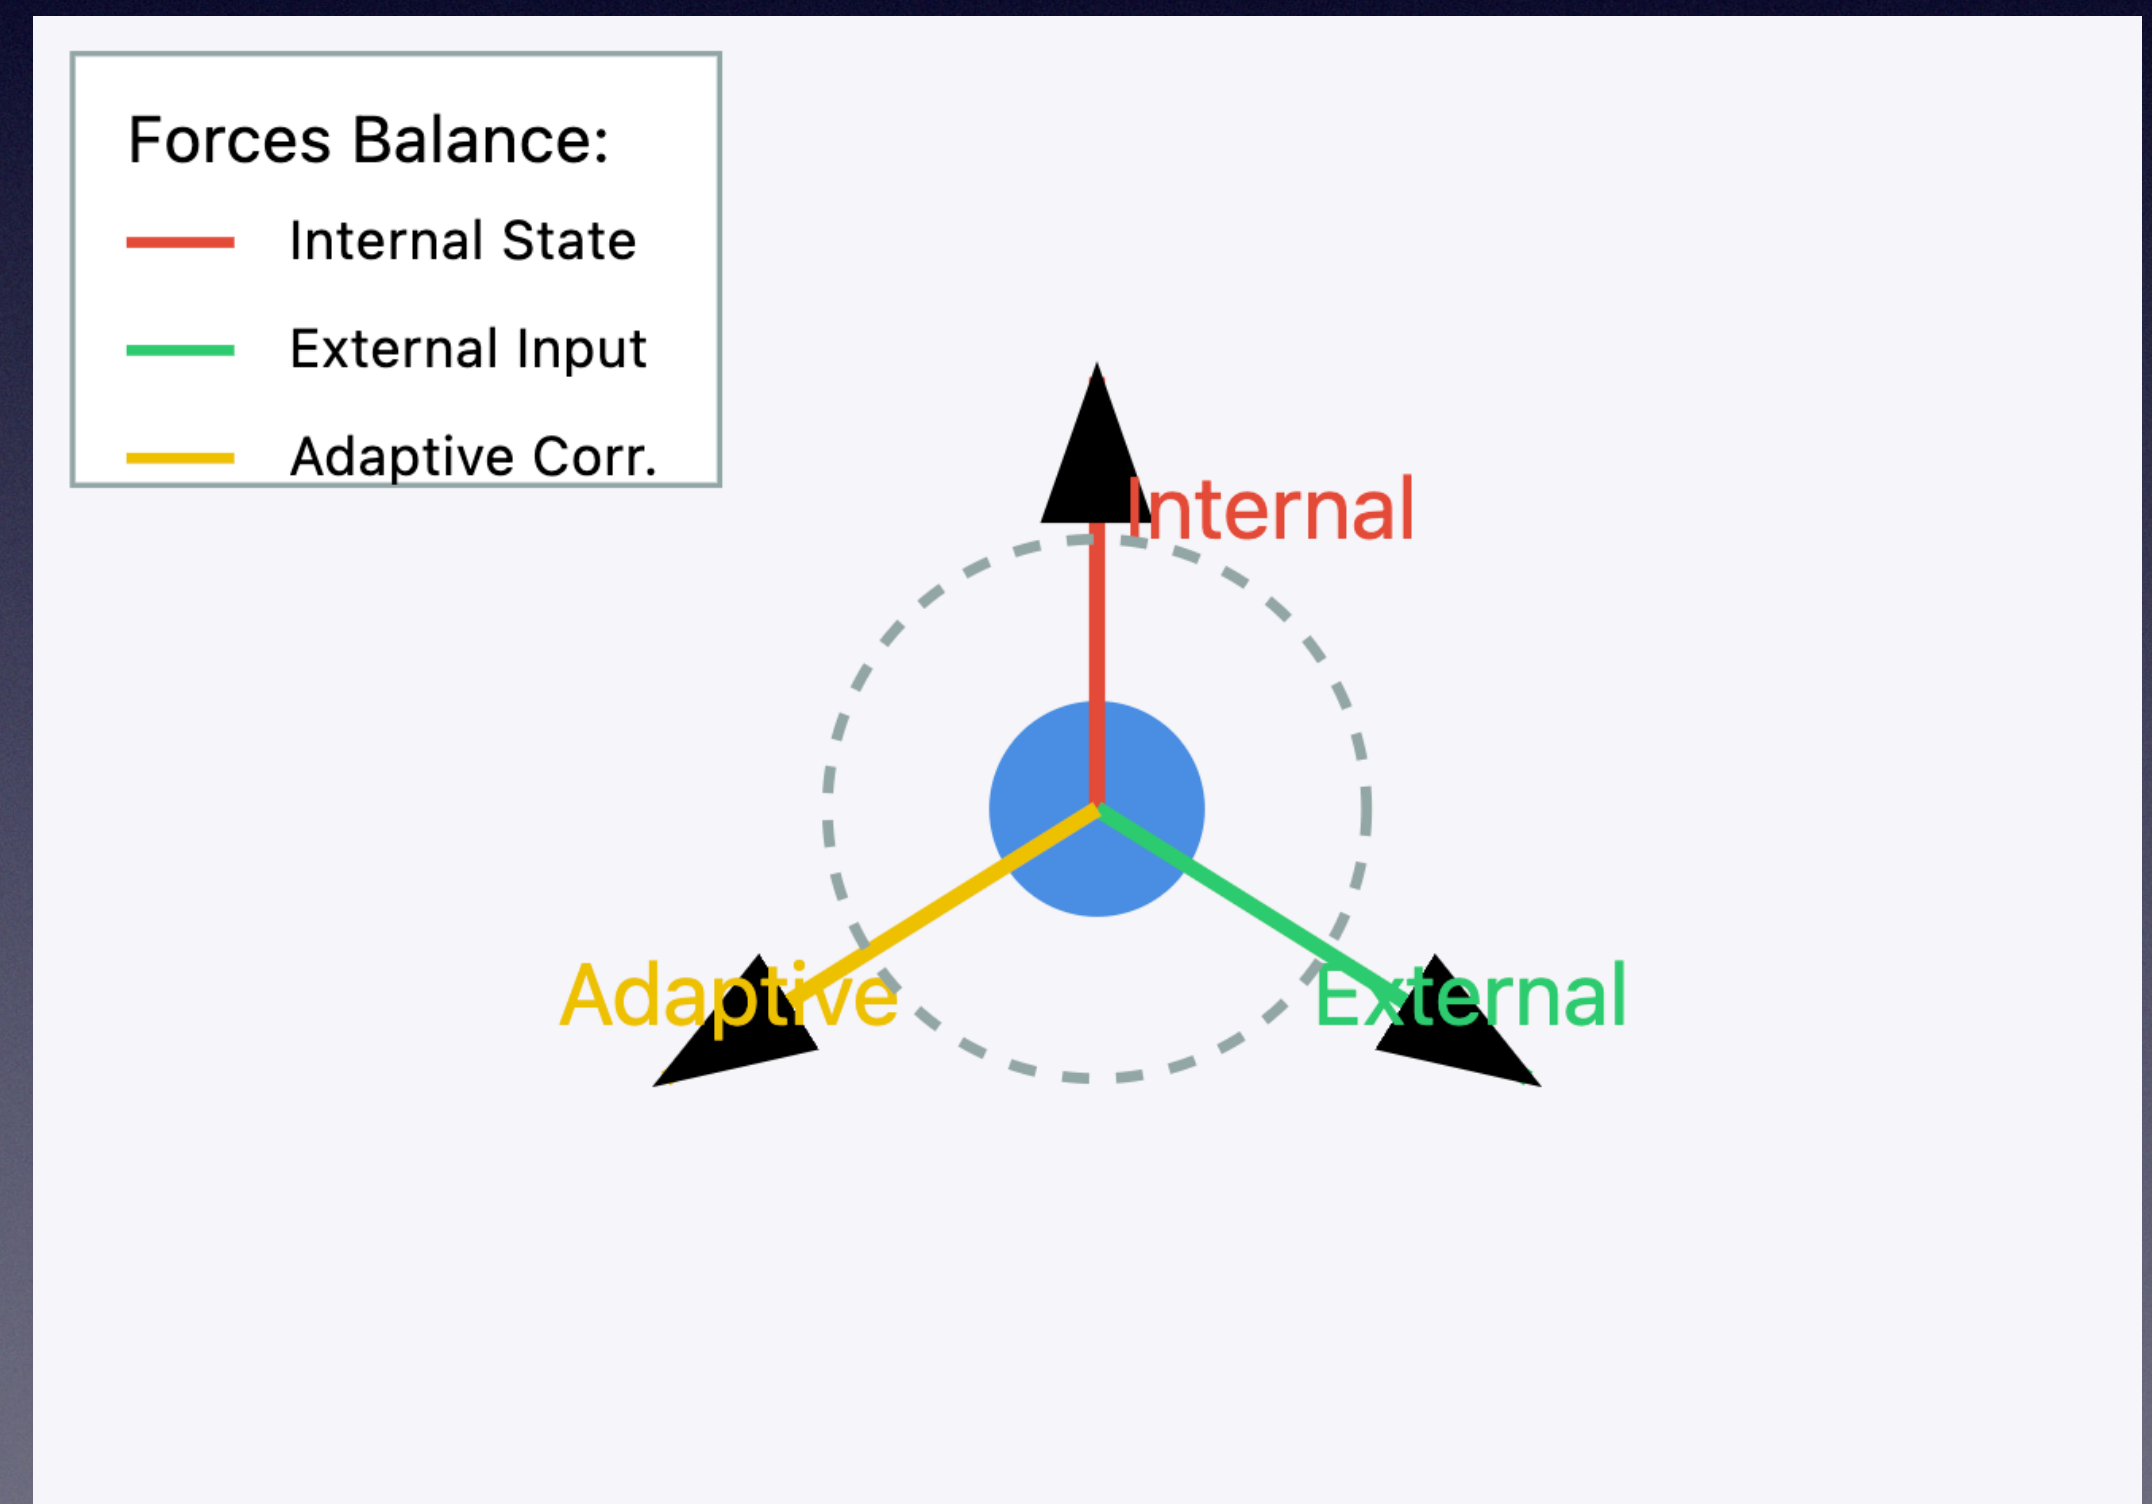 Forces Balance:
Internal State
External Input
Adaptive Corr.
Internal
Adaptive
External